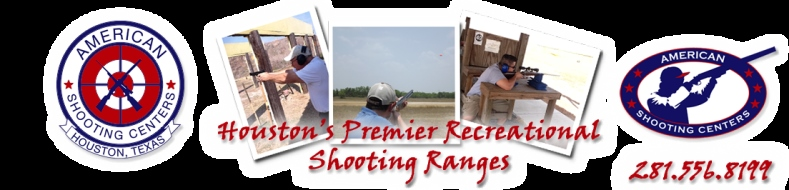 AMERICAN
SHOOTING CENTERS
HOUSTON, TEXAS
Houston's Premier Recreational
Shooting Ranges
AMERICAN
SHOOTING CENTERS
281.556.8199